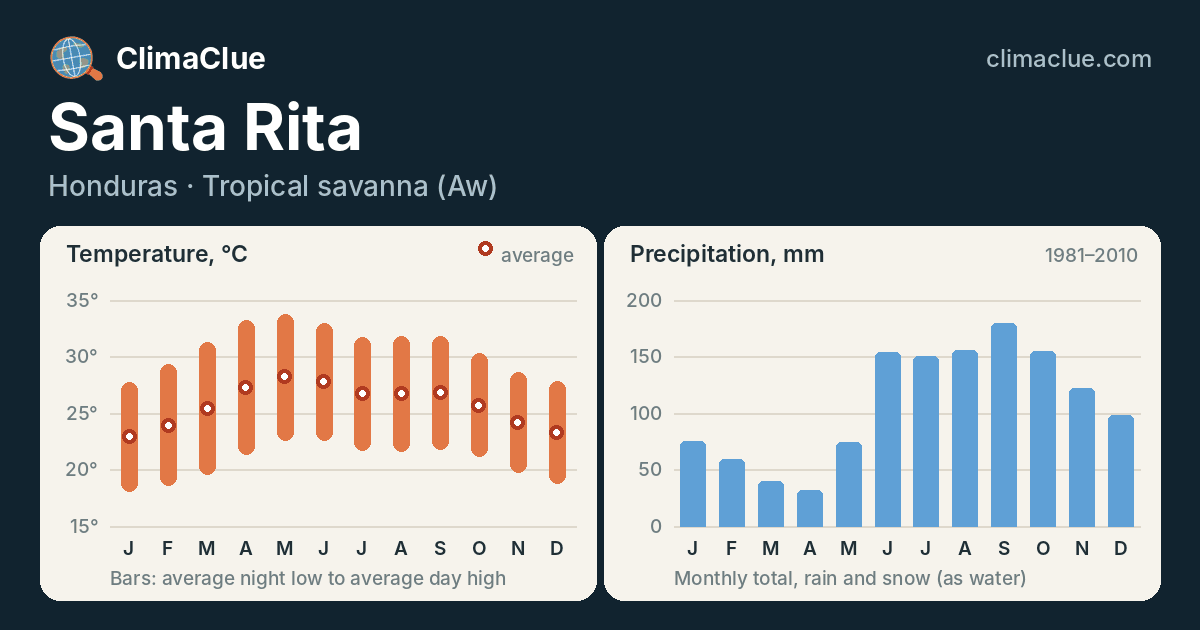 ClimaClue
climaclue.com
Santa Rita
Honduras · Tropical savanna (Aw)
Temperature, °C
average
35°
30°
25°
20°
15°
J F M A M J J A S O N D
Bars: average night low to average day high
Precipitation, mm
1981–2010
200
150
100
50
0
J F M A M J J A S O N D
Monthly total, rain and snow (as water)